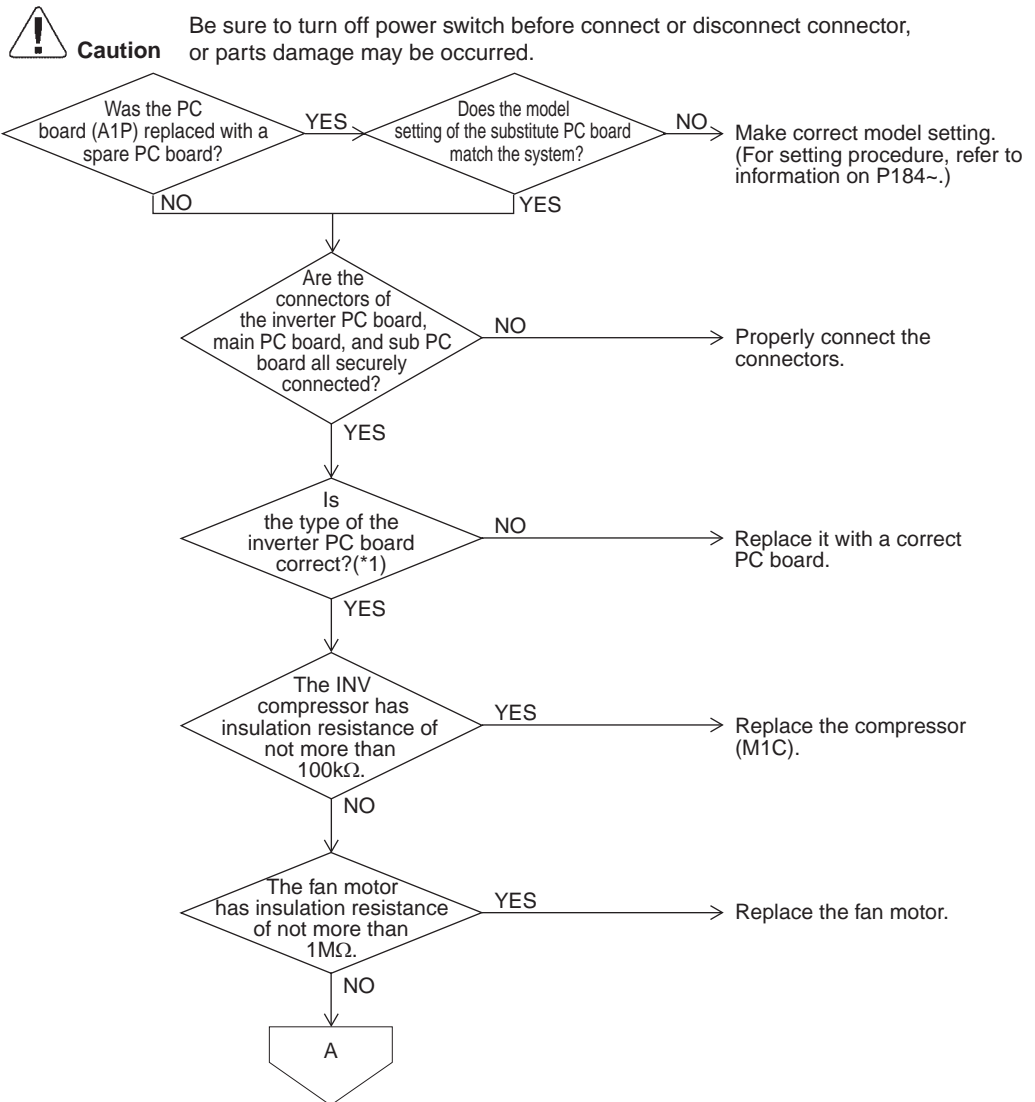 Be sure to turn off power switch before connect or disconnect connector,
Caution or parts damage may be occurred.
Was the PC
board (A1P) replaced with a
spare PC board?
YES
Does the model
setting of the substitute PC board
match the system?
NO
Make correct model setting.
(For setting procedure, refer to
information on P184~.)
NO
YES
Are the
connectors of
the inverter PC board,
main PC board, and sub PC
board all securely
connected?
NO
Properly connect the
connectors.
YES
Is
the type of the
inverter PC board
correct?(*1)
NO
Replace it with a correct
PC board.
YES
The INV
compressor has
insulation resistance of
not more than
100kΩ.
YES
Replace the compressor
(M1C).
NO
The fan motor
has insulation resistance
of not more than
1MΩ.
YES
Replace the fan motor.
NO
A